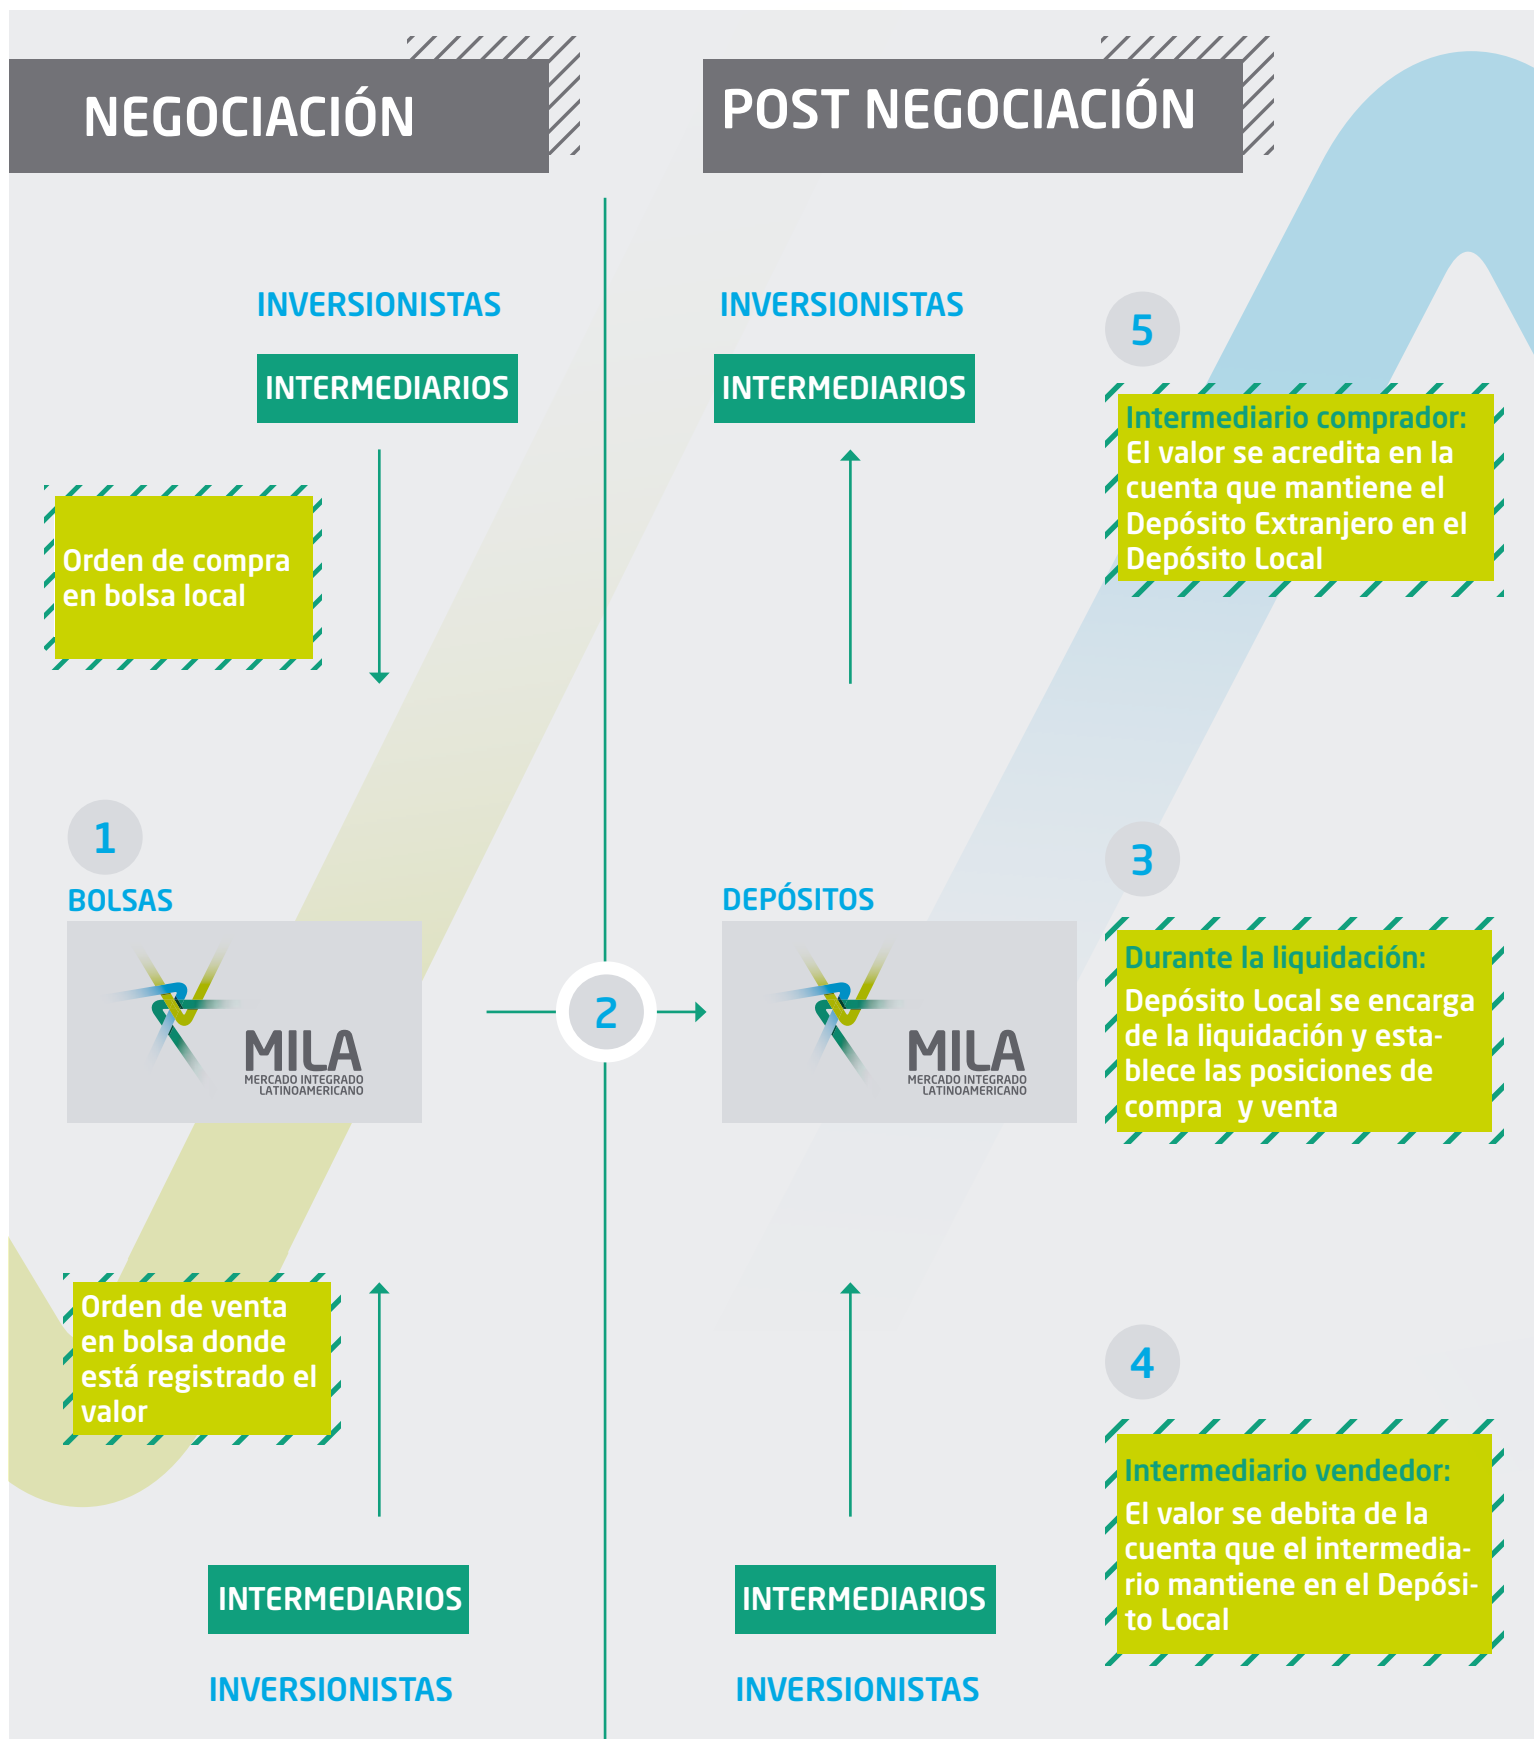 NEGOCIACIÓN
INVERSIONISTAS
INTERMEDIARIOS
Orden de compra
en bolsa local
1
BOLSAS
MILA
MERCADO INTEGRADO
LATINOAMERICANO
Orden de venta
en bolsa donde
está registrado el
valor
INTERMEDIARIOS
INVERSIONISTAS
2
POST NEGOCIACIÓN
INVERSIONISTAS
INTERMEDIARIOS
5
Intermediario comprador:
El valor se acredita en la
cuenta que mantiene el
Depósito Extranjero en el
Depósito Local
DEPÓSITOS
MILA
MERCADO INTEGRADO
LATINOAMERICANO
3
Durante la liquidación:
Depósito Local se encarga
de la liquidación y esta-
blece las posiciones de
compra  y venta
4
Intermediario vendedor:
El valor se debita de la
cuenta que el intermedia-
rio mantiene en el Depósi-
to Local
INTERMEDIARIOS
INVERSIONISTAS